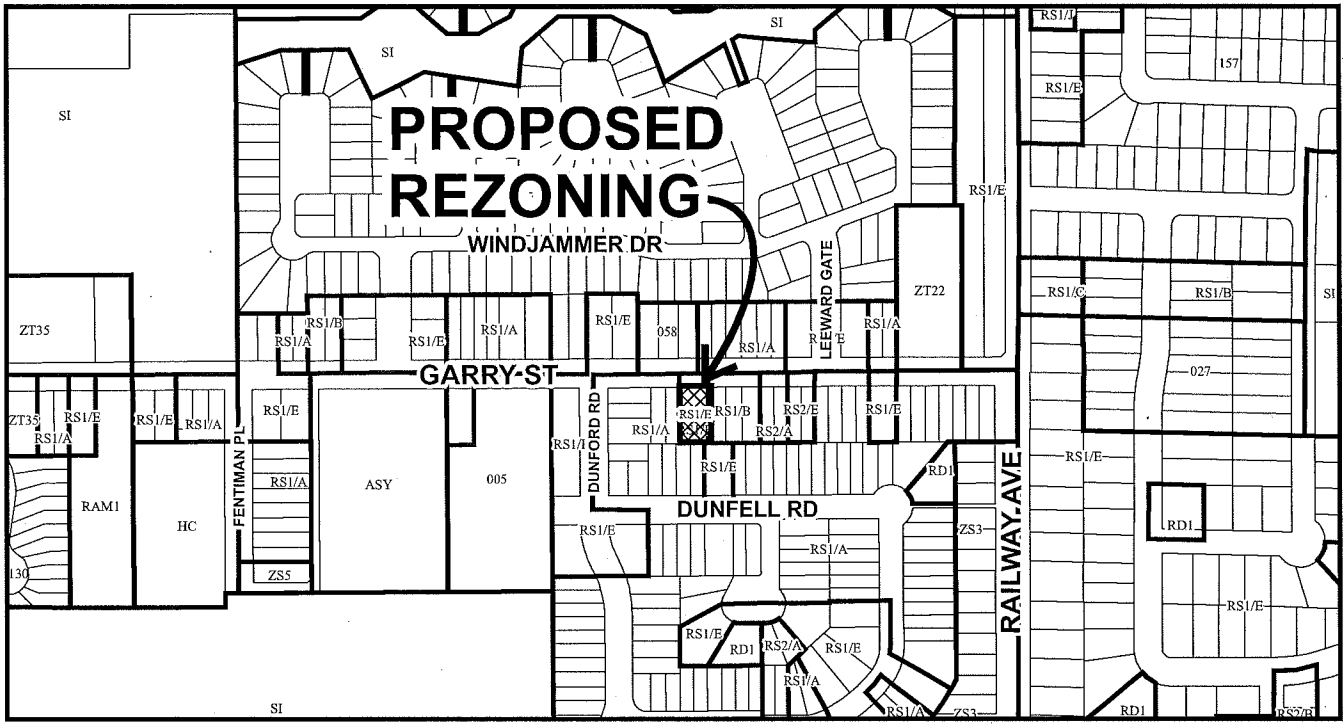 SI
RS1/J
157
SI
RS1/E
PROPOSED
REZONING
RS1/E
WINDJAMMER DR
LEEWARD GATE
ZT22
RS1/C
RS1/B
SI
ZT35
RS1/B
RS1/A
RS1/E
RS1/A
RS1/E
058
RS1/A
RS1/A
027
GARRY ST
ZT35
RS1/A
RS1/E
RS1/E
RS1/A
RS1/E
DUNFORD RD
RS1/A
RS1/E
RS1/B
RS2/A
RS2/E
RS1/E
FENTIMAN PL
RS1/A
ASY
005
RS1/E
RD1
RS1/E
RAILWAY AVE
RAM1
HC
DUNFELL RD
RS1/E
RS1/A
ZS3
RD1
130
ZS5
RS1/E
RD1
RS2/A
RS1/E
RS1/E
RS1/A
SI
RS1/A
ZS3
RD1
RS2/B